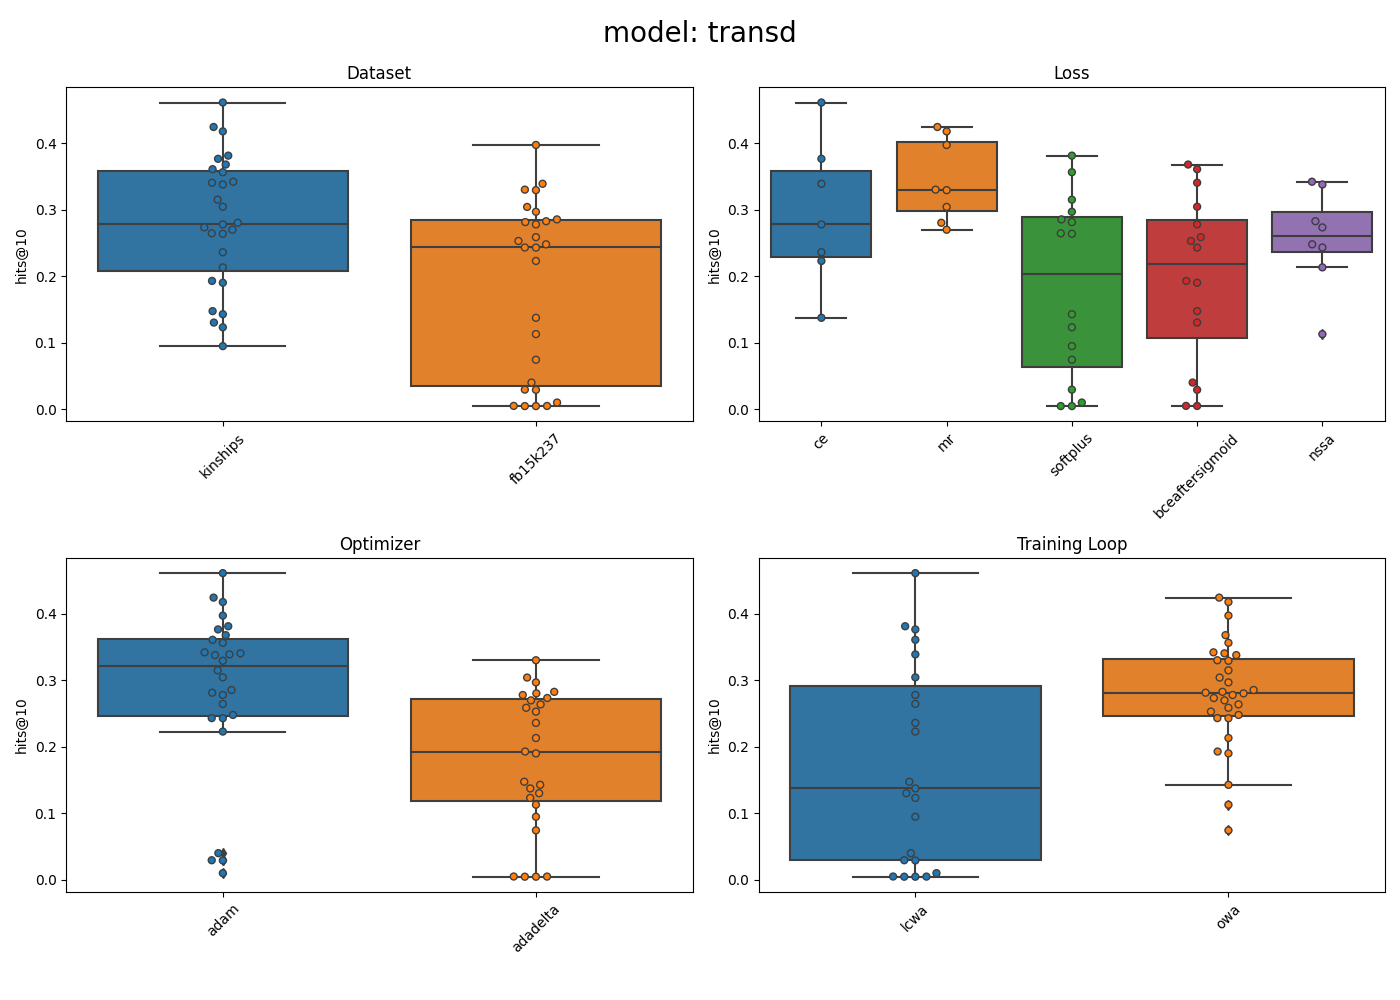 model: transd
Dataset
Loss
hits@10
0.4
0.3
0.2
0.1
0.0
kinships
fb15k237
hits@10
0.4
0.3
0.2
0.1
0.0
ce
mr
softplus
bceaftersigmoid
nssa
Optimizer
Training Loop
hits@10
0.4
0.3
0.2
0.1
0.0
adam
adadelta
hits@10
0.4
0.3
0.2
0.1
0.0
lcwa
owa